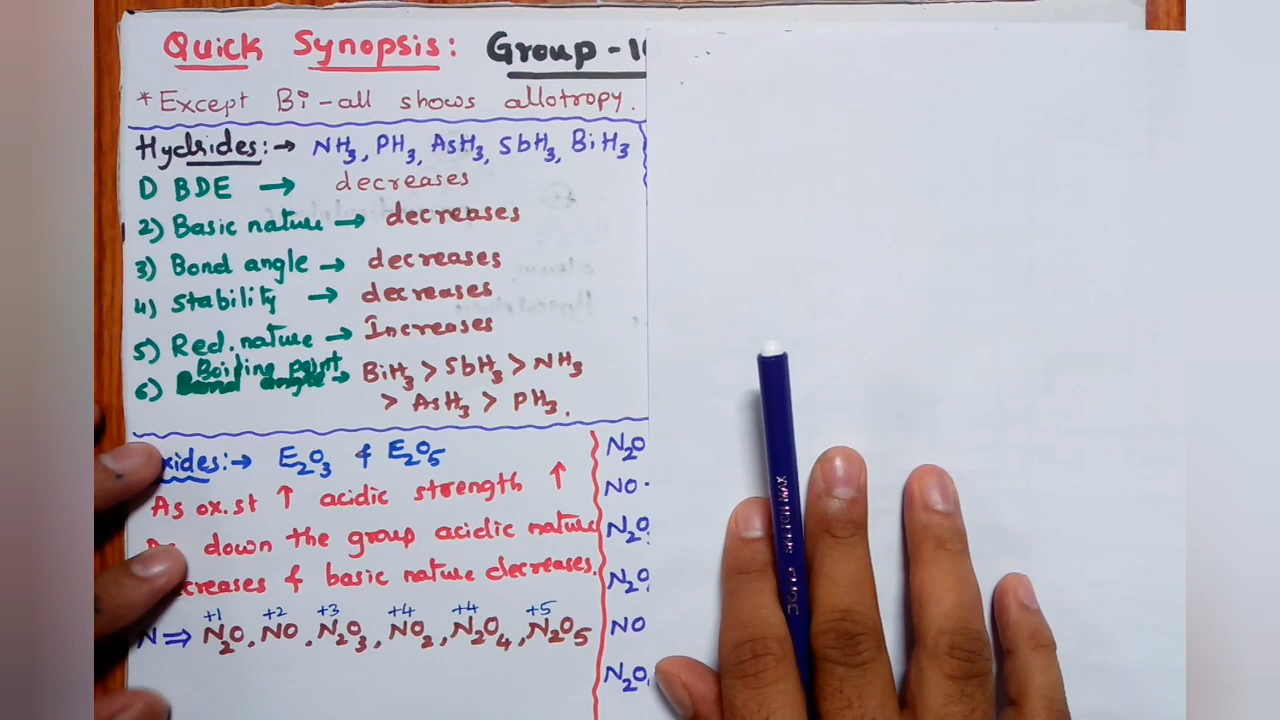 Quick Synopsis: Group-1
*Except Bi-all shows allotropy.
Hydrides:→ NH3, PH3, AsH3, SbH3, BiH3
1) BDE → decreases
2) Basic nature → decreases
3) Bond angle → decreases
4) Stability → decreases
5) Red. nature → Increases
6) Boiling point → BiH3 > SbH3 > NH3
> AsH3 > PH3.
xides:→ E2O3 & E2O5
As ox.st ↑ acidic strength ↑
down the group acidic nature
creases & basic nature decreases.
N ⇒ +1 N2O, +2 NO, +3 N2O3, +4 NO2, +4 N2O4, +5 N2O5
N2O
NO
N2O
N2O
NO
N2O
DOMS SKETCH MAX